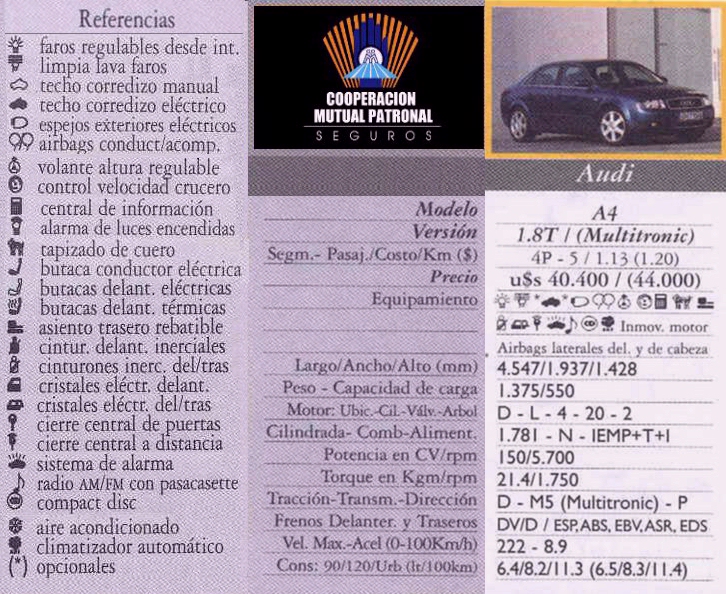 Referencias
faros regulables desde int.
limpia lava faros
techo corredizo manual
techo corredizo eléctrico
espejos exteriores eléctricos
airbags conduct/acomp.
volante altura regulable
control velocidad crucero
central de información
alarma de luces encendidas
tapizado de cuero
butaca conductor eléctrica
butacas delant. eléctricas
butacas delant. térmicas
asiento trasero rebatible
cintur. delant. inerciales
cinturones inerc. del/tras
cristales eléctr. delant.
cristales eléctr. del/tras
cierre central de puertas
cierre central a distancia
sistema de alarma
radio AM/FM con pasacasette
compact disc
aire acondicionado
climatizador automático
(*) opcionales
COOPERACION
MUTUAL PATRONAL
SEGUROS
Audi
Modelo A4
Versión 1.8T / (Multitronic)
Segm.- Pasaj./Costo/Km ($) 4P - 5 / 1.13 (1.20)
Precio u$s 40.400 / (44.000)
Equipamiento * *
Inmov. motor
Airbags laterales del. y de cabeza
Largo/Ancho/Alto (mm) 4.547/1.937/1.428
Peso - Capacidad de carga 1.375/550
Motor: Ubic.-Cil.-Válv.-Arbol D - L - 4 - 20 - 2
Cilindrada- Comb-Aliment. 1.781 - N - IEMP+T+I
Potencia en CV/rpm 150/5.700
Torque en Kgm/rpm 21.4/1.750
Tracción-Transm.-Dirección D - M5 (Multitronic) - P
Frenos Delanter. y Traseros DV/D / ESP, ABS, EBV, ASR, EDS
Vel. Max.-Acel (0-100Km/h) 222 - 8.9
Cons: 90/120/Urb (lt/100km) 6.4/8.2/11.3 (6.5/8.3/11.4)